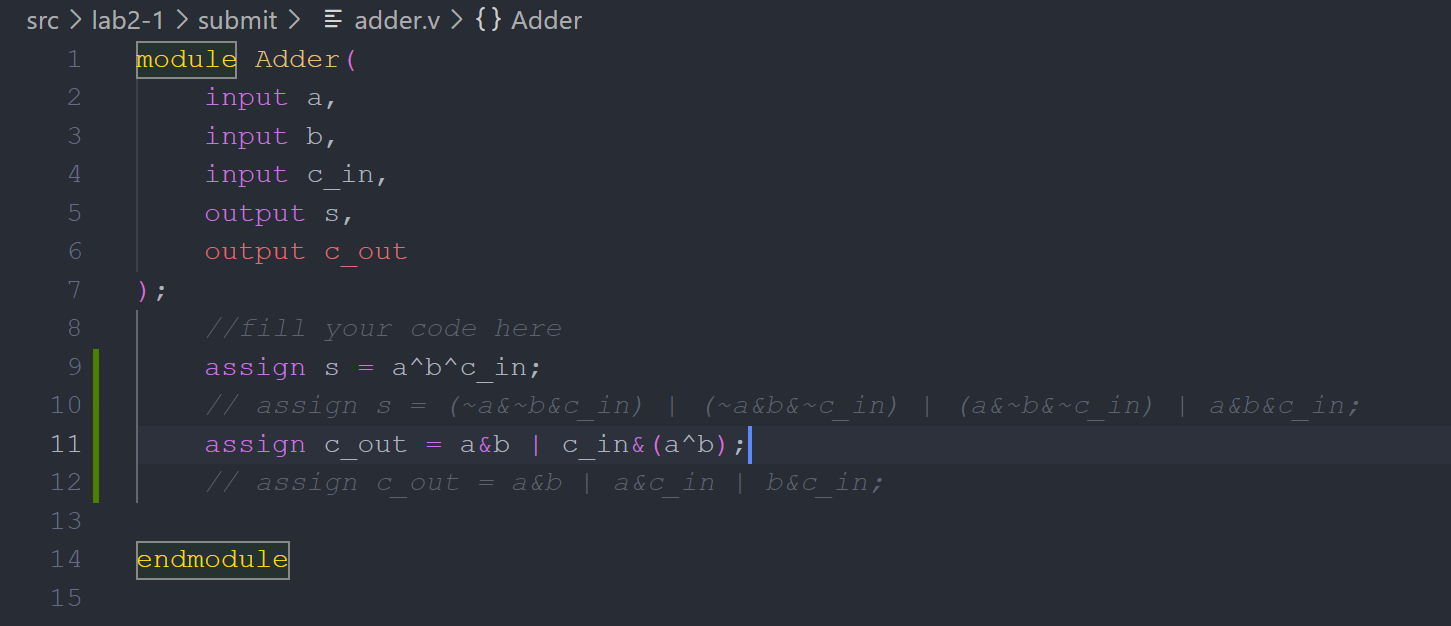 src > lab2-1 > submit > adder.v > {} Adder
1 module Adder(
2 input a,
3 input b,
4 input c_in,
5 output s,
6 output c_out
7 );
8 //fill your code here
9 assign s = a^b^c_in;
10 // assign s = (~a&~b&c_in) | (~a&b&~c_in) | (a&~b&~c_in) | a&b&c_in;
11 assign c_out = a&b | c_in&(a^b);
12 // assign c_out = a&b | a&c_in | b&c_in;
13
14 endmodule
15